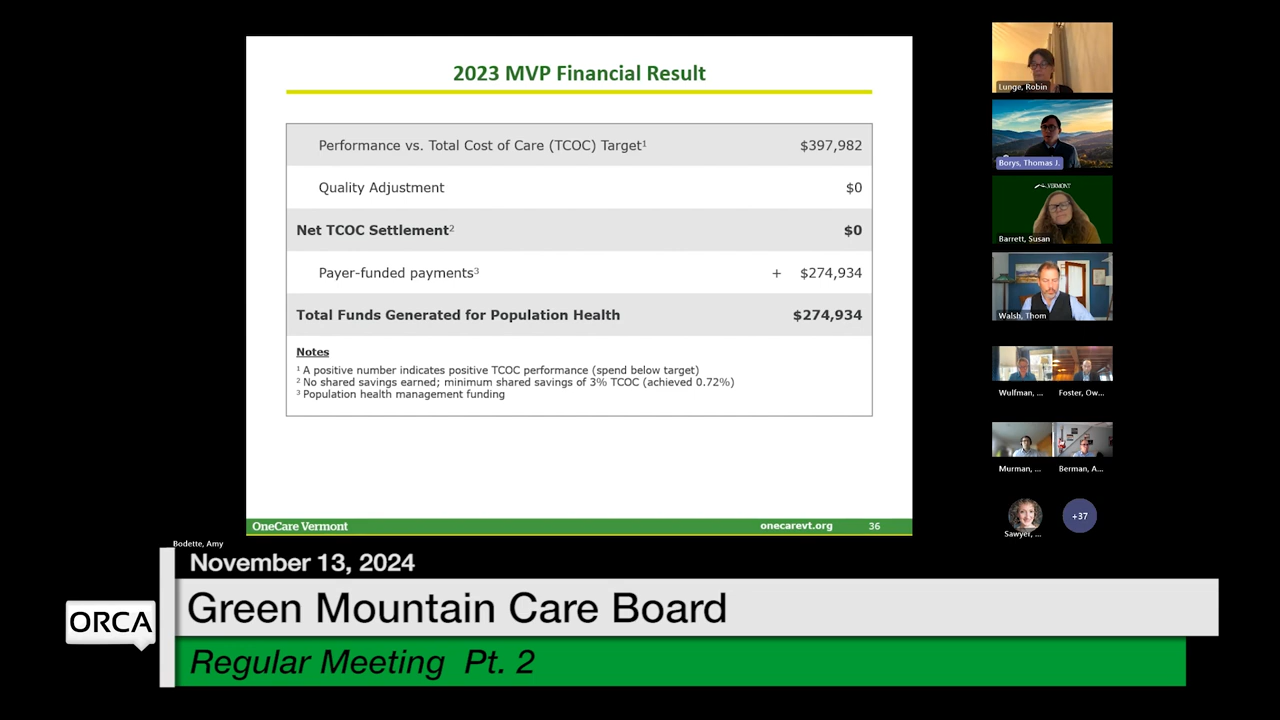 2023 MVP Financial Result
Performance vs. Total Cost of Care (TCOC) Target¹ $397,982
Quality Adjustment $0
Net TCOC Settlement² $0
Payer-funded payments³ + $274,934
Total Funds Generated for Population Health $274,934
Notes
¹ A positive number indicates positive TCOC performance (spend below target)
² No shared savings earned; minimum shared savings of 3% TCOC (achieved 0.72%)
³ Population health management funding
OneCare Vermont onecarevt.org 36
Lunge, Robin
Borys, Thomas J.
VERMONT
Barrett, Susan
Walsh, Thom
Wulfman, ... Foster, Ow...
Murman, ... Berman, A...
+37
Sawyer, ...
Bodette, Amy
November 13, 2024
ORCA
Green Mountain Care Board
Regular Meeting Pt. 2